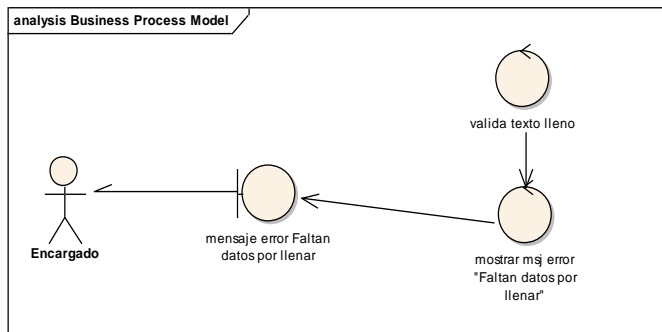 analysis Business Process Model
valida texto lleno
Encargado
mensaje error Faltan
datos por llenar
mostrar msj error
"Faltan datos por
llenar"